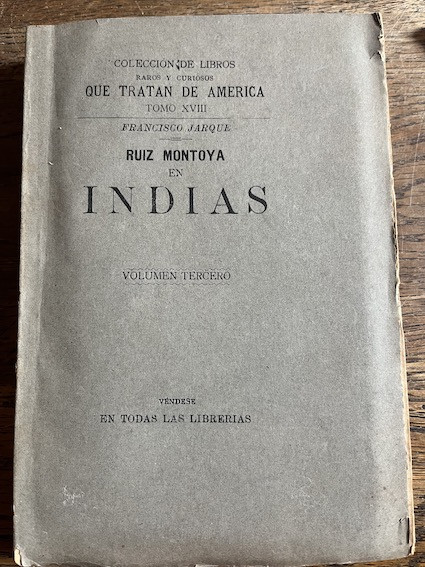 COLECCION DE LIBROS
RAROS Y CURIOSOS
QUE TRATAN DE AMERICA
TOMO XVIII
FRANCISCO JARQUE
RUIZ MONTOYA
EN
INDIAS
VOLUMEN TERCERO
VÉNDESE
EN TODAS LAS LIBRERIAS